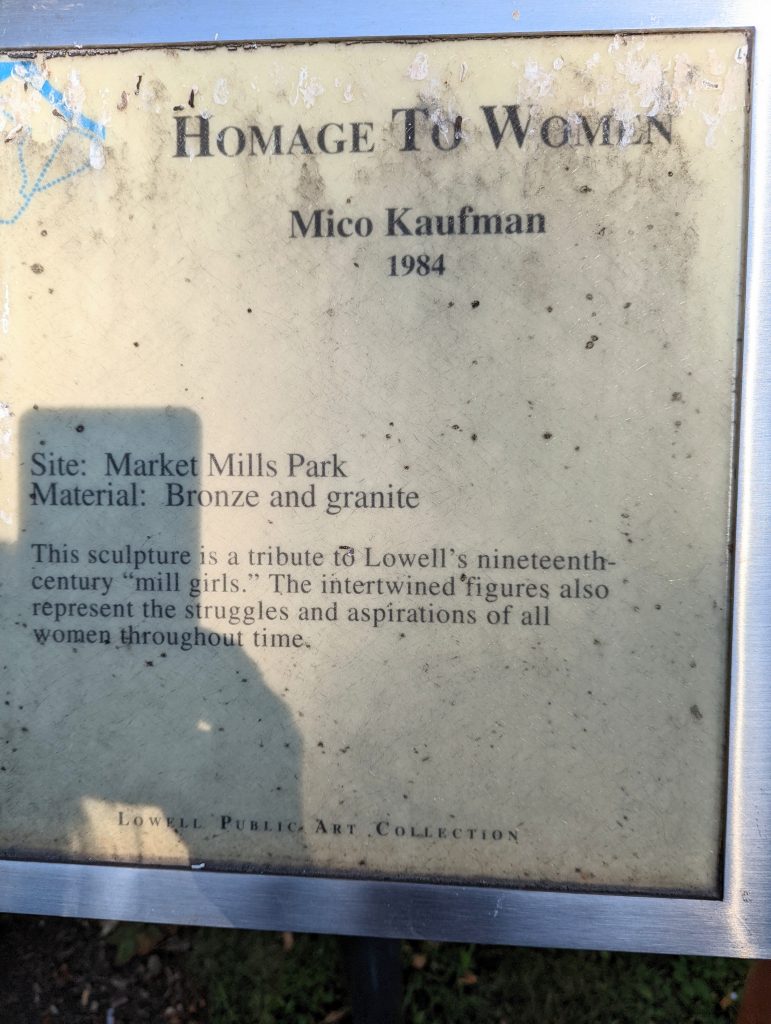 HOMAGE TO WOMEN
Mico Kaufman
1984
Site: Market Mills Park
Material: Bronze and granite
This sculpture is a tribute to Lowell's nineteenth-
century "mill girls." The intertwined figures also
represent the struggles and aspirations of all
women throughout time.
LOWELL PUBLIC ART COLLECTION